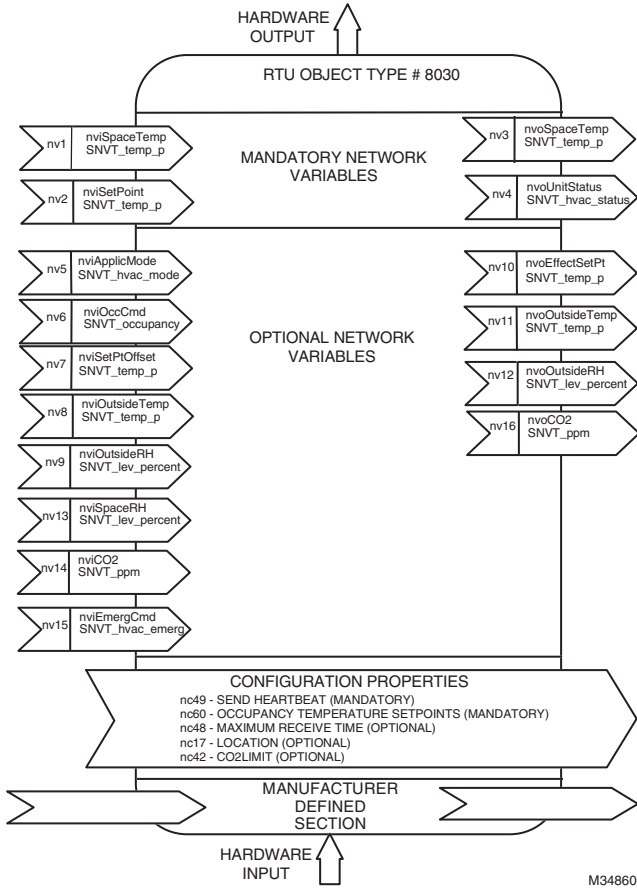 HARDWARE
OUTPUT
RTU OBJECT TYPE # 8030
nv1
nviSpaceTemp
SNVT_temp_p
nv2
nviSetPoint
SNVT_temp_p
MANDATORY NETWORK
VARIABLES
nv3
nvoSpaceTemp
SNVT_temp_p
nv4
nvoUnitStatus
SNVT_hvac_status
nv5
nviApplicMode
SNVT_hvac_mode
nv6
nviOccCmd
SNVT_occupancy
nv7
nviSetPtOffset
SNVT_temp_p
nv8
nviOutsideTemp
SNVT_temp_p
nv9
nviOutsideRH
SNVT_lev_percent
nv13
nviSpaceRH
SNVT_lev_percent
nv14
nviCO2
SNVT_ppm
nv15
nviEmergCmd
SNVT_hvac_emerg
OPTIONAL NETWORK
VARIABLES
nv10
nvoEffectSetPt
SNVT_temp_p
nv11
nvoOutsideTemp
SNVT_temp_p
nv12
nvoOutsideRH
SNVT_lev_percent
nv16
nvoCO2
SNVT_ppm
CONFIGURATION PROPERTIES
nc49 - SEND HEARTBEAT (MANDATORY)
nc60 - OCCUPANCY TEMPERATURE SETPOINTS (MANDATORY)
nc48 - MAXIMUM RECEIVE TIME (OPTIONAL)
nc17 - LOCATION (OPTIONAL)
nc42 - CO2LIMIT (OPTIONAL)
MANUFACTURER
DEFINED
SECTION
HARDWARE
INPUT
M34860